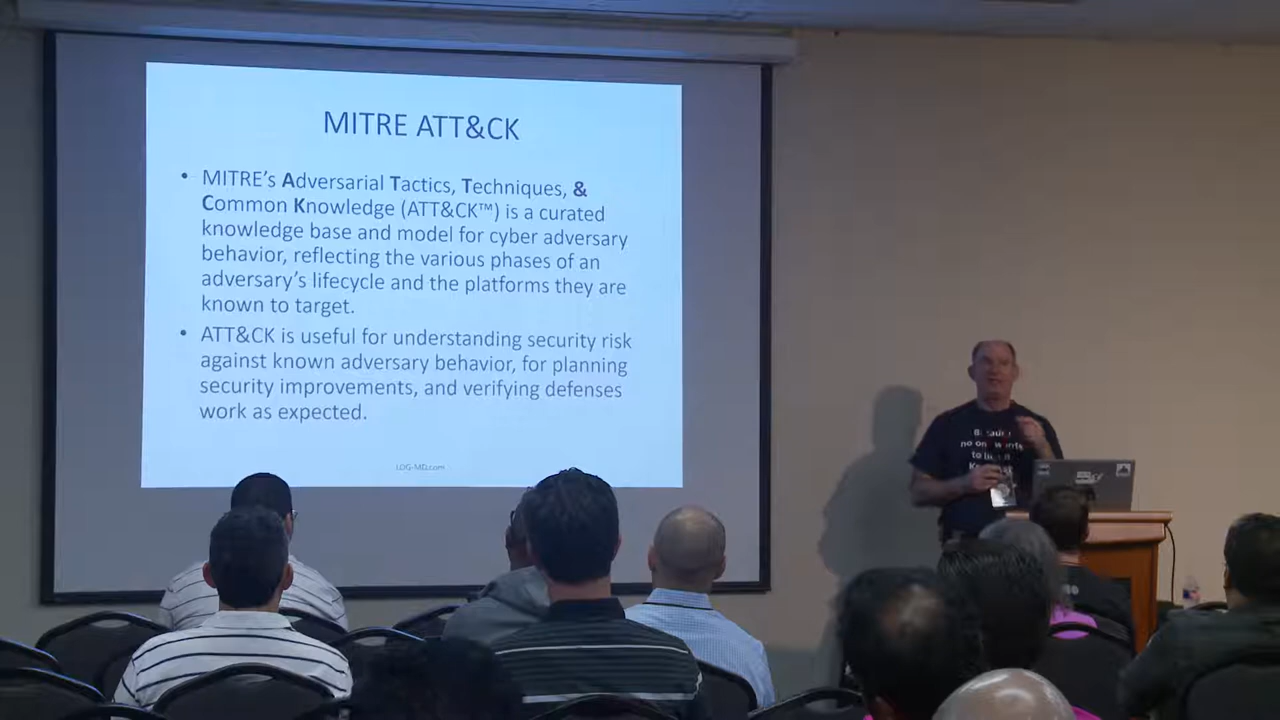 MITRE ATT&CK
• MITRE’s Adversarial Tactics, Techniques, &
Common Knowledge (ATT&CK™) is a curated
knowledge base and model for cyber adversary
behavior, reflecting the various phases of an
adversary’s lifecycle and the platforms they are
known to target.
• ATT&CK is useful for understanding security risk
against known adversary behavior, for planning
security improvements, and verifying defenses
work as expected.
LOG-MD.com
no one